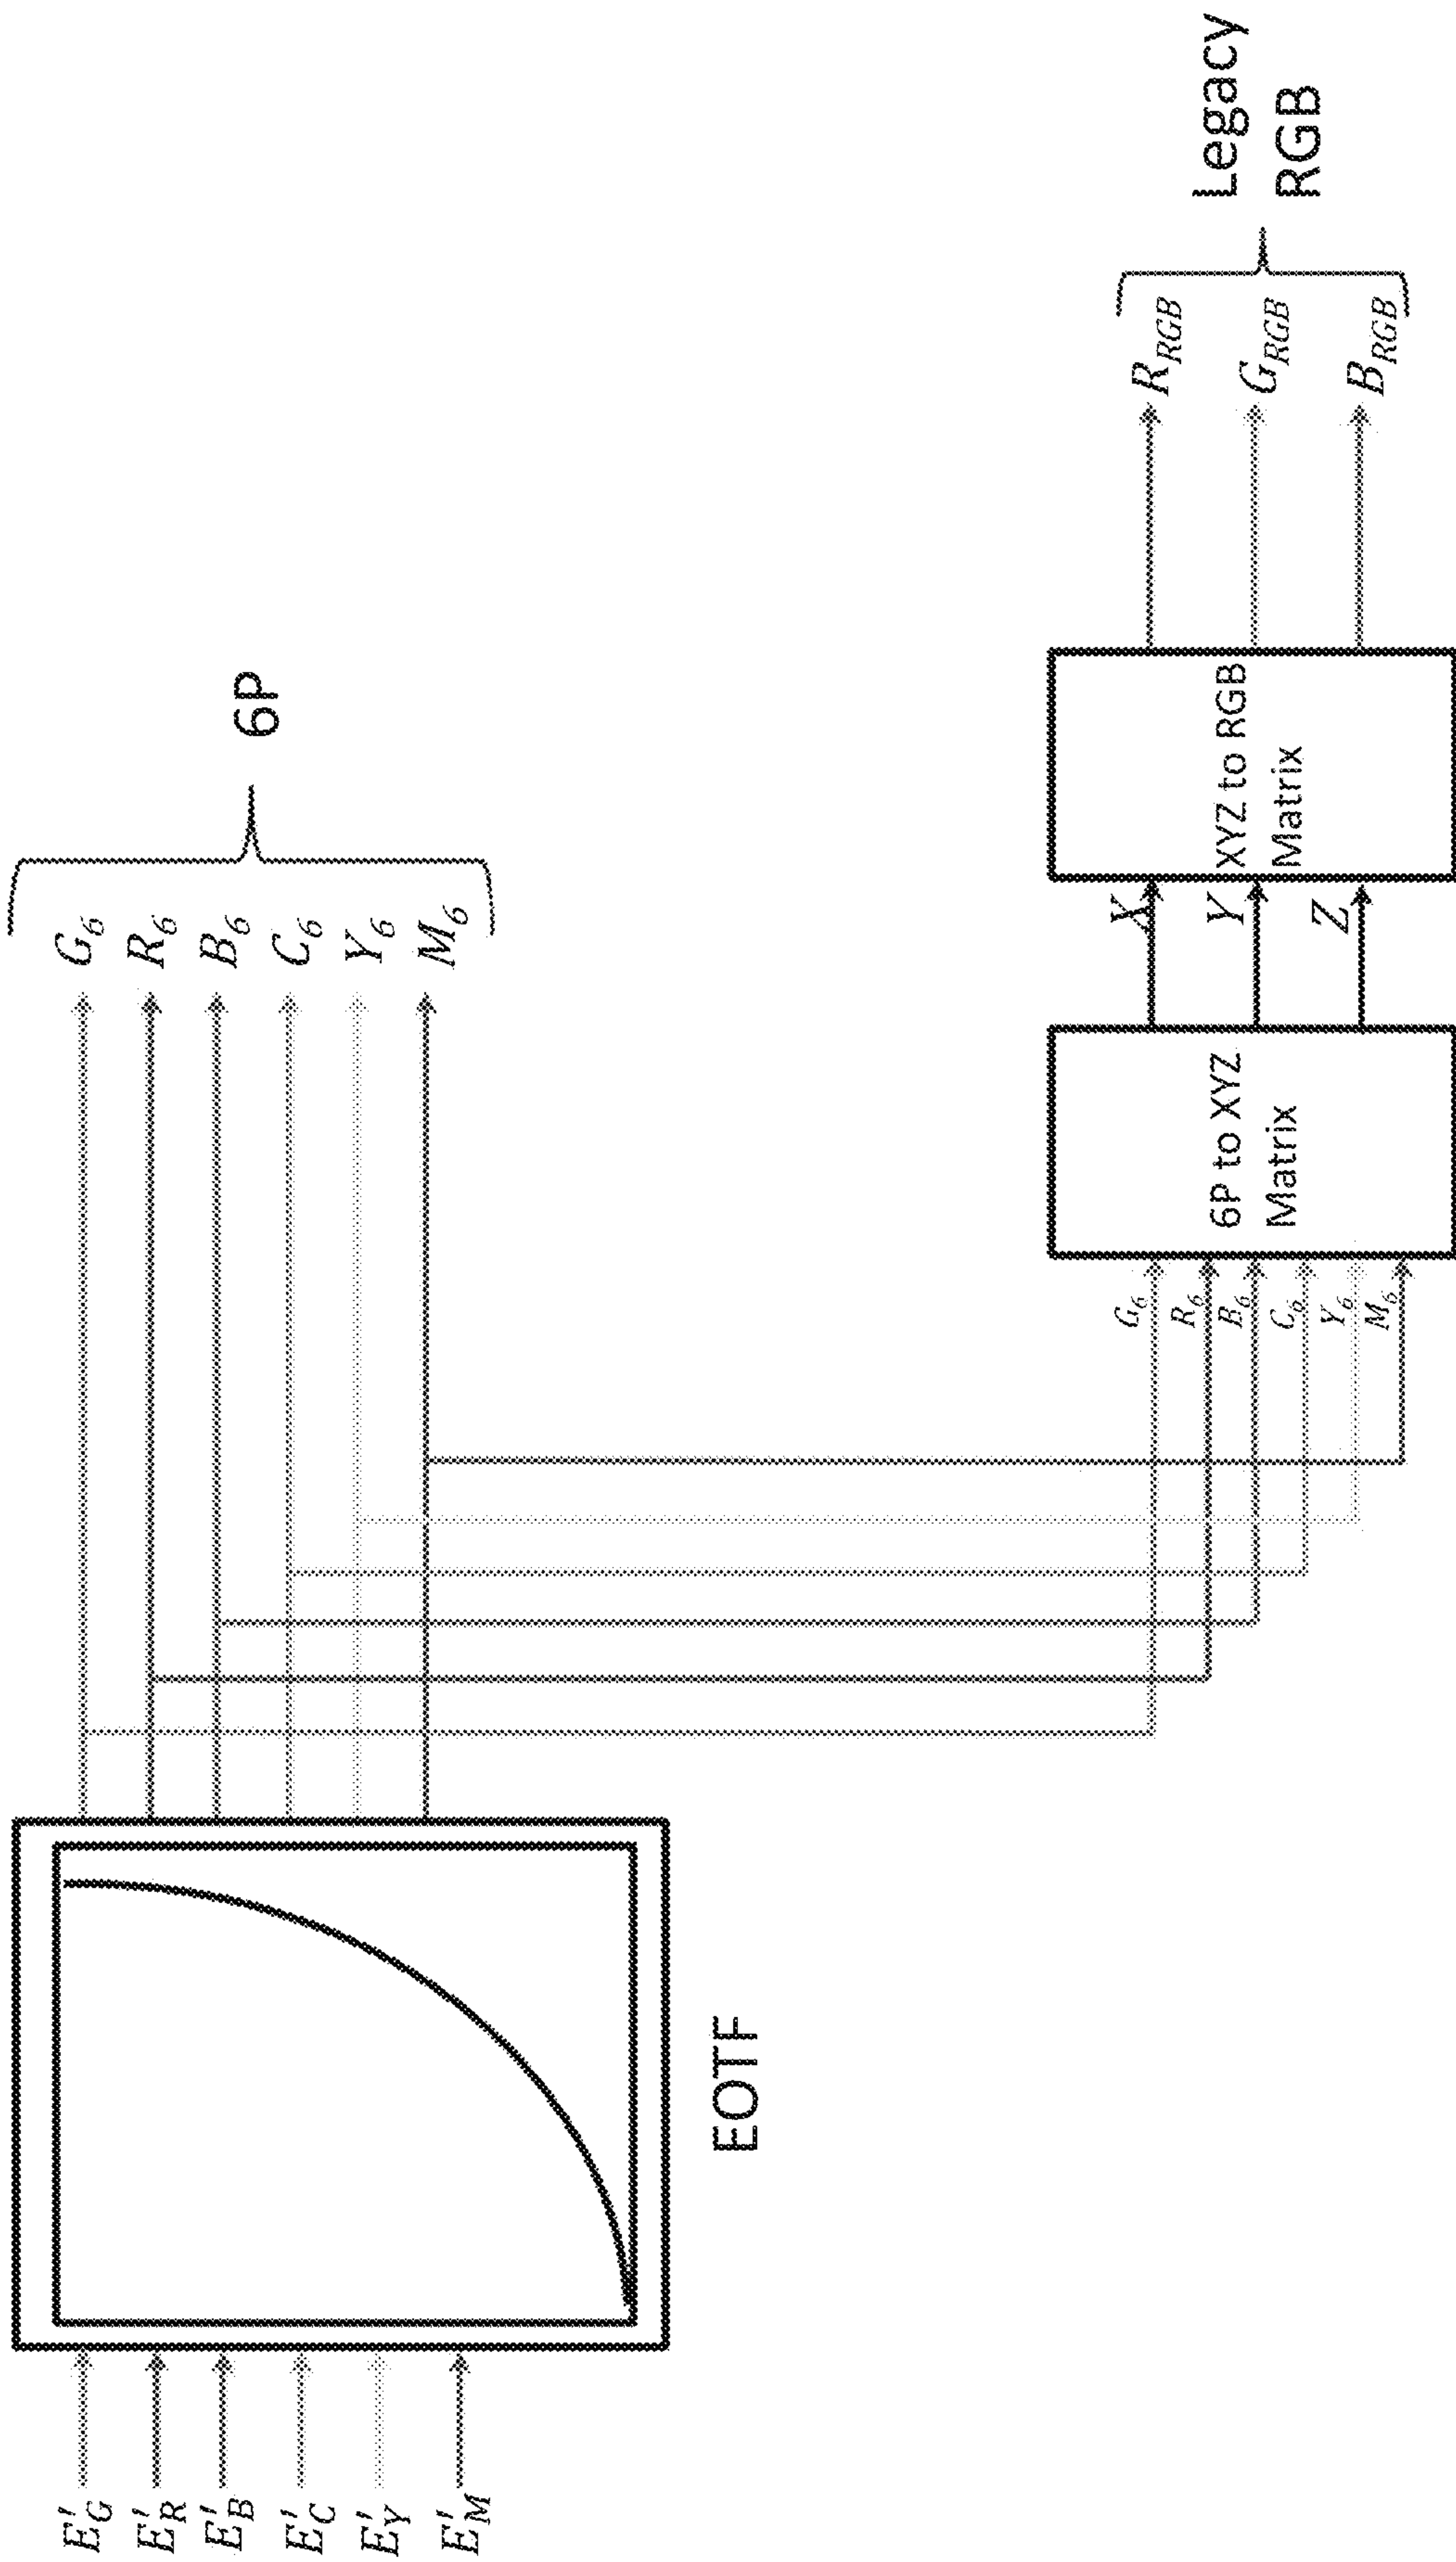 E'G
E'R
E'B
E'C
E'Y
E'M
EOTF
G6
R6
B6
C6
Y6
M6
6P
G6
R6
B6
C6
Y6
M6
6P to XYZ
Matrix
X
Y
Z
XYZ to RGB
Matrix
RRGB
GRGB
BRGB
Legacy
RGB